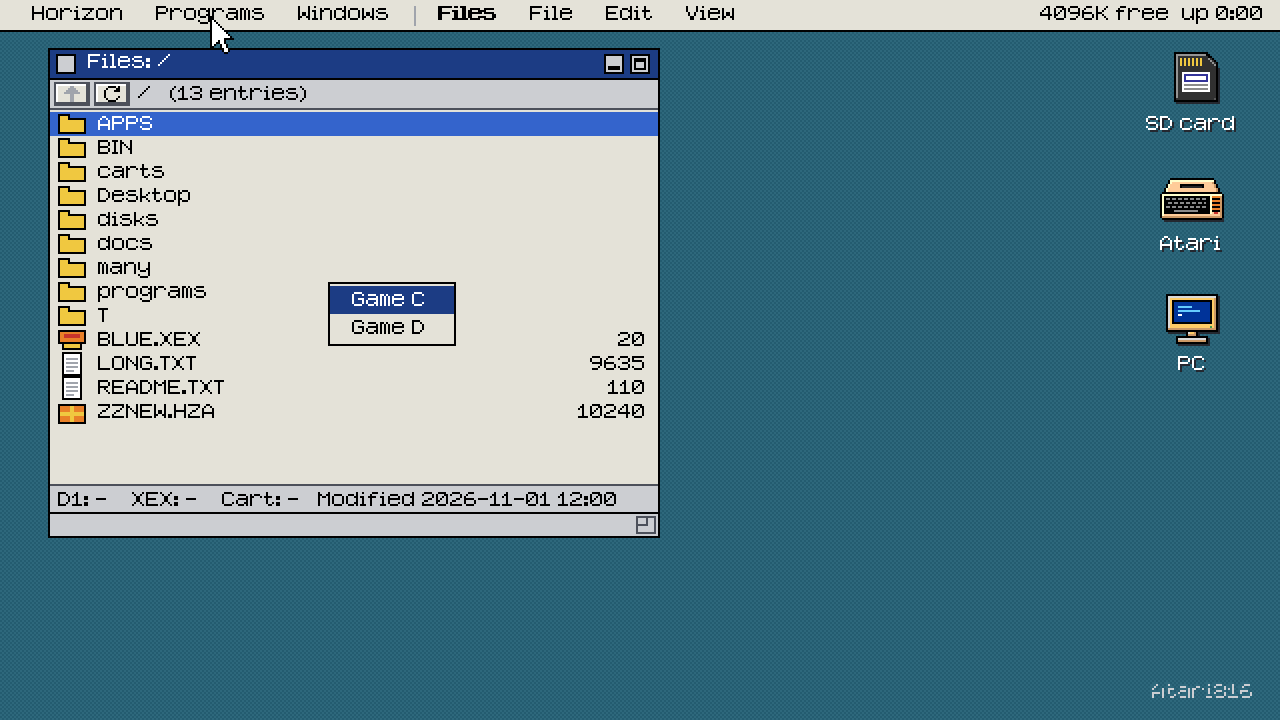 Horizon Programs Windows | Files File Edit View 4096K free up 0:00
Files: /
/ (13 entries)
APPS
BIN
carts
Desktop
disks
docs
many
programs
T
BLUE.XEX 20
LONG.TXT 9635
README.TXT 110
ZZNEW.HZA 10240
Game C
Game D
D1: - XEX: - Cart: - Modified 2026-11-01 12:00
SD card
Atari
PC
Atari816